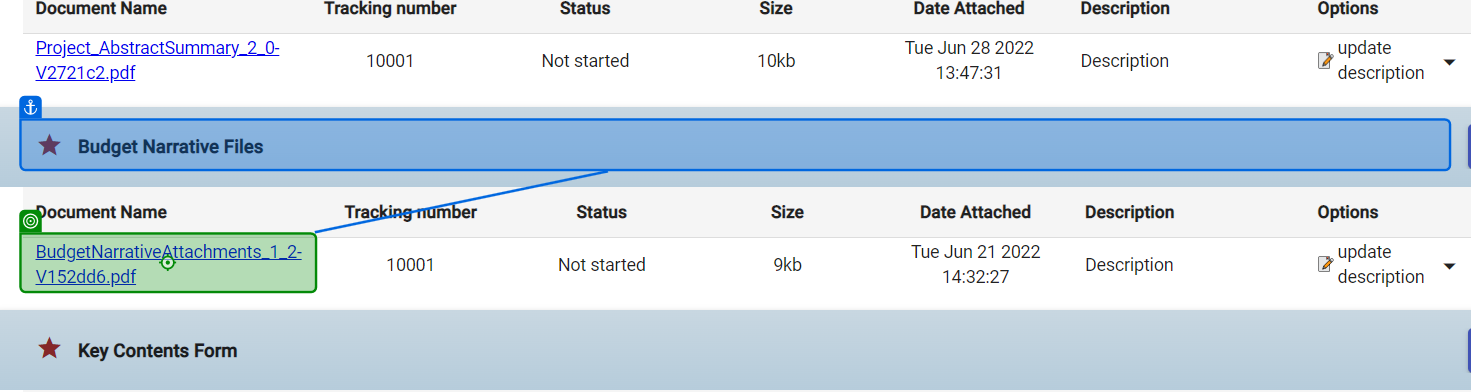 Document Name Tracking number Status Size Date Attached Description Options
Project_AbstractSummary_2_0-
V2721c2.pdf
10001 Not started 10kb
Tue Jun 28 2022
13:47:31
Description
update
description
Budget Narrative Files
Document Name Tracking number Status Size Date Attached Description Options
BudgetNarrativeAttachments_1_2-
V152dd6.pdf
10001 Not started 9kb
Tue Jun 21 2022
14:32:27
Description
update
description
Key Contents Form